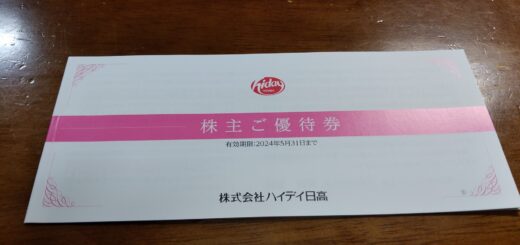 hiday
株主ご優待券
有効期限:2024年5月31日まで
株式会社ハイデイ日高